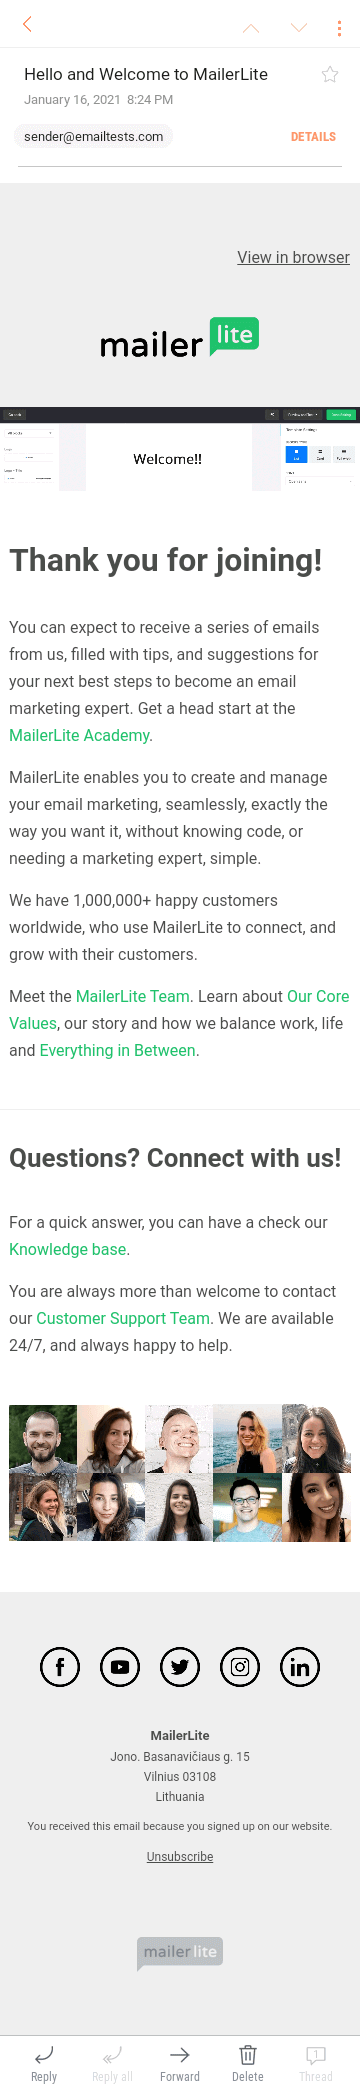 Hello and Welcome to MailerLite
January 16, 2021 8:24 PM
sender@emailtests.com
DETAILS
View in browser
mailer lite
Welcome!!
Thank you for joining!
You can expect to receive a series of emails
from us, filled with tips, and suggestions for
your next best steps to become an email
marketing expert. Get a head start at the
MailerLite Academy.
MailerLite enables you to create and manage
your email marketing, seamlessly, exactly the
way you want it, without knowing code, or
needing a marketing expert, simple.
We have 1,000,000+ happy customers
worldwide, who use MailerLite to connect, and
grow with their customers.
Meet the MailerLite Team. Learn about Our Core
Values, our story and how we balance work, life
and Everything in Between.
Questions? Connect with us!
For a quick answer, you can have a check our
Knowledge base.
You are always more than welcome to contact
our Customer Support Team. We are available
24/7, and always happy to help.
MailerLite
Jono. Basanavičiaus g. 15
Vilnius 03108
Lithuania
You received this email because you signed up on our website.
Unsubscribe
mailer lite
Reply
Reply all
Forward
Delete
1
Thread